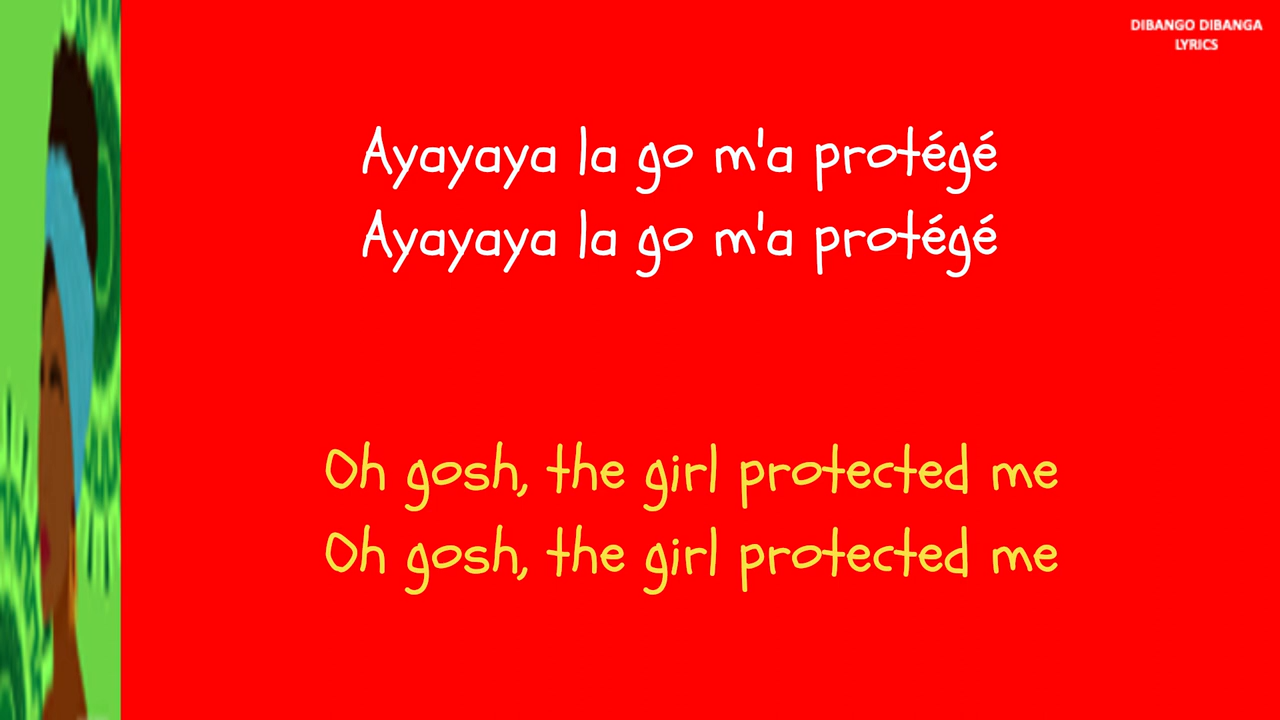 DIBANGO DIBANGA
LYRICS
Ayayaya la go m'a protégé
Ayayaya la go m'a protégé
Oh gosh, the girl protected me
Oh gosh, the girl protected me